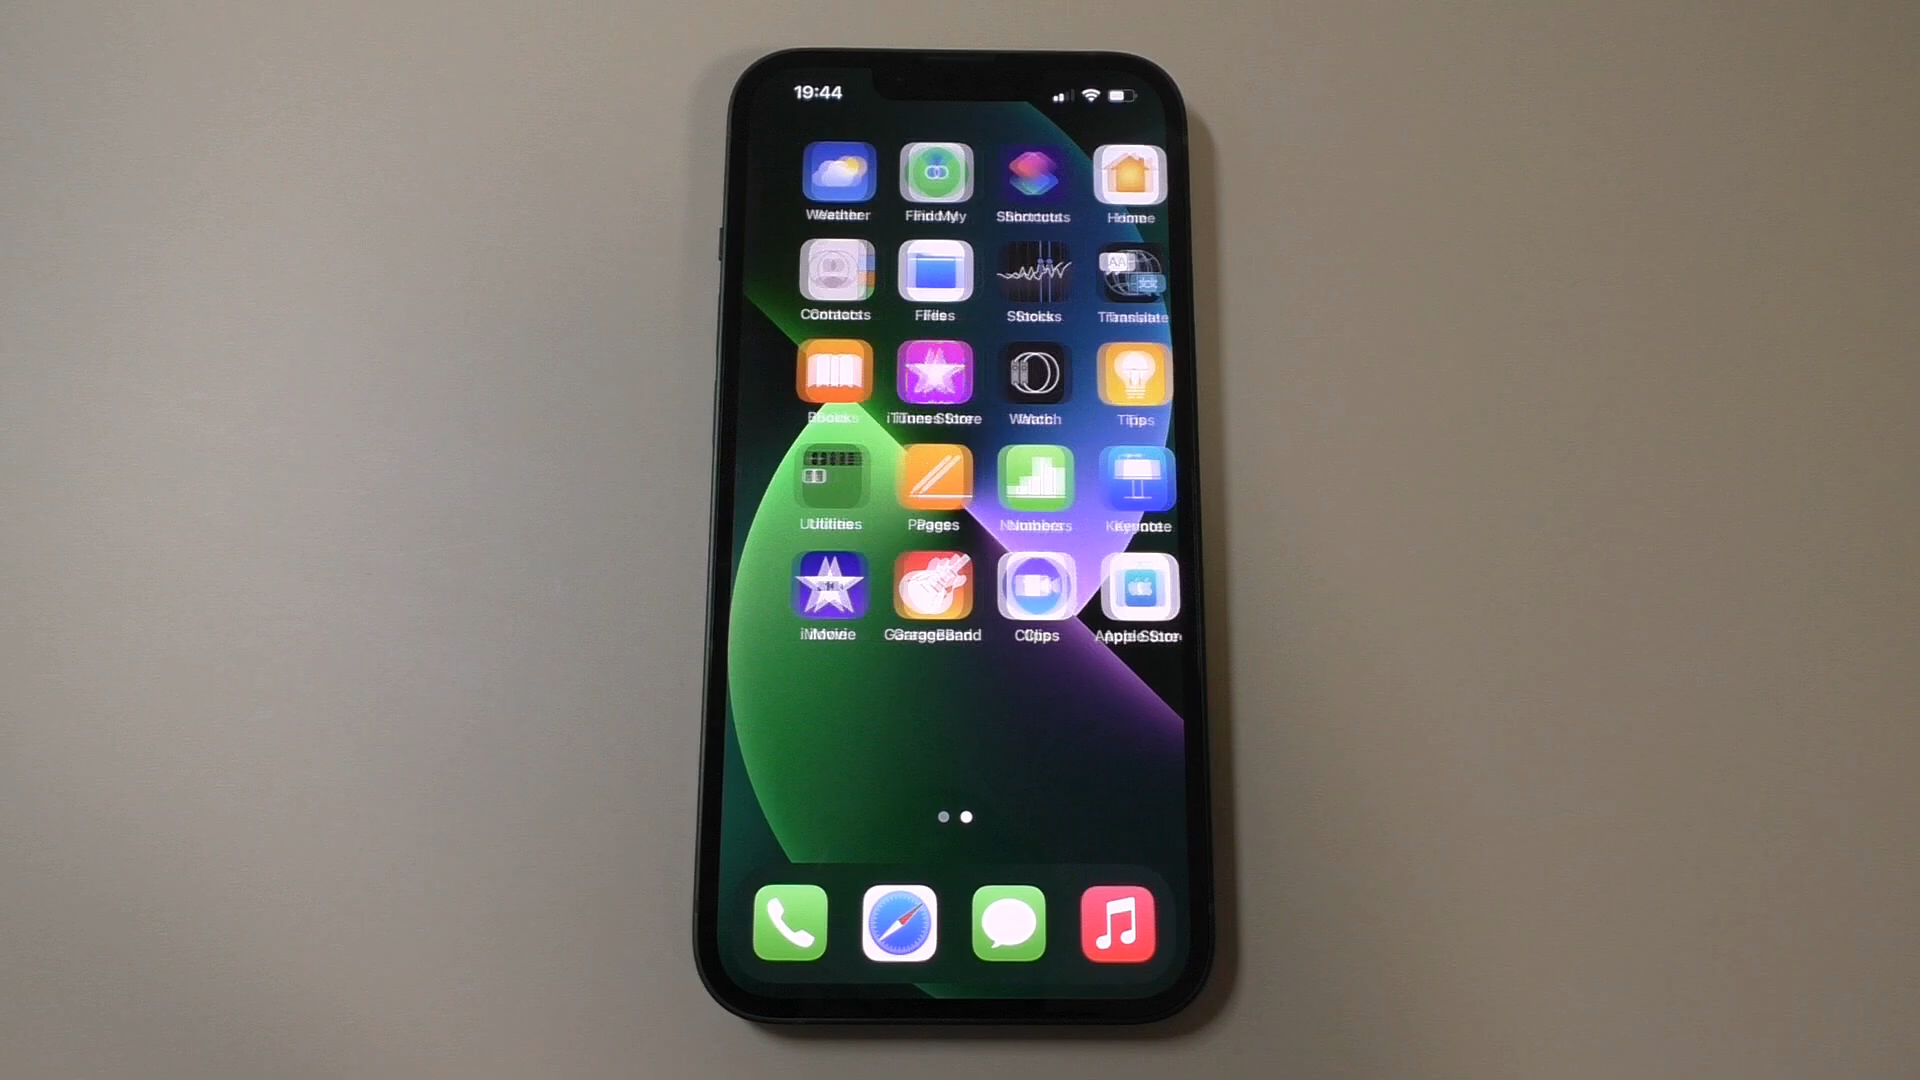 19:44
Weather Find My Shortcuts Home
Contacts Files Stocks Translate
Books iTunes Store Watch Tips
Utilities Pages Numbers Keynote
iMovie GarageBand Clips Apple Store